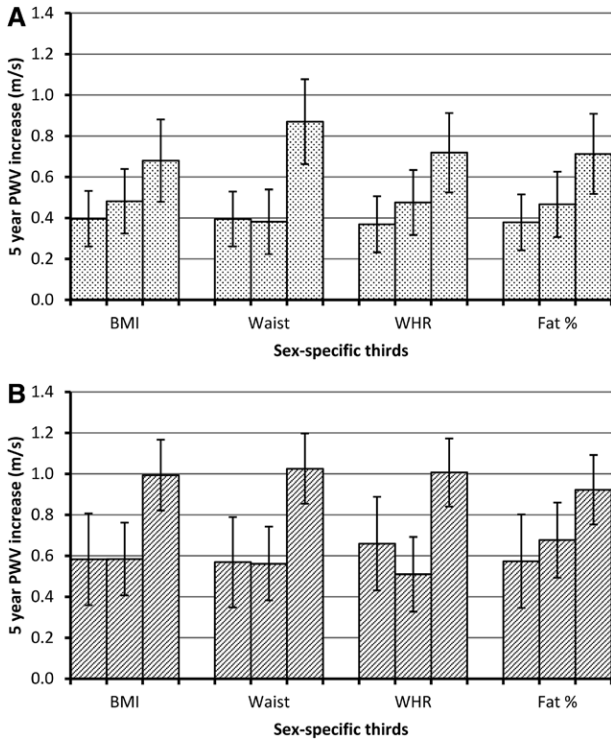 A
5 year PWV increase (m/s)
1.4
1.2
1.0
0.8
0.6
0.4
0.2
0.0
BMI Waist WHR Fat %
Sex-specific thirds
B
5 year PWV increase (m/s)
1.4
1.2
1.0
0.8
0.6
0.4
0.2
0.0
BMI Waist WHR Fat %
Sex-specific thirds